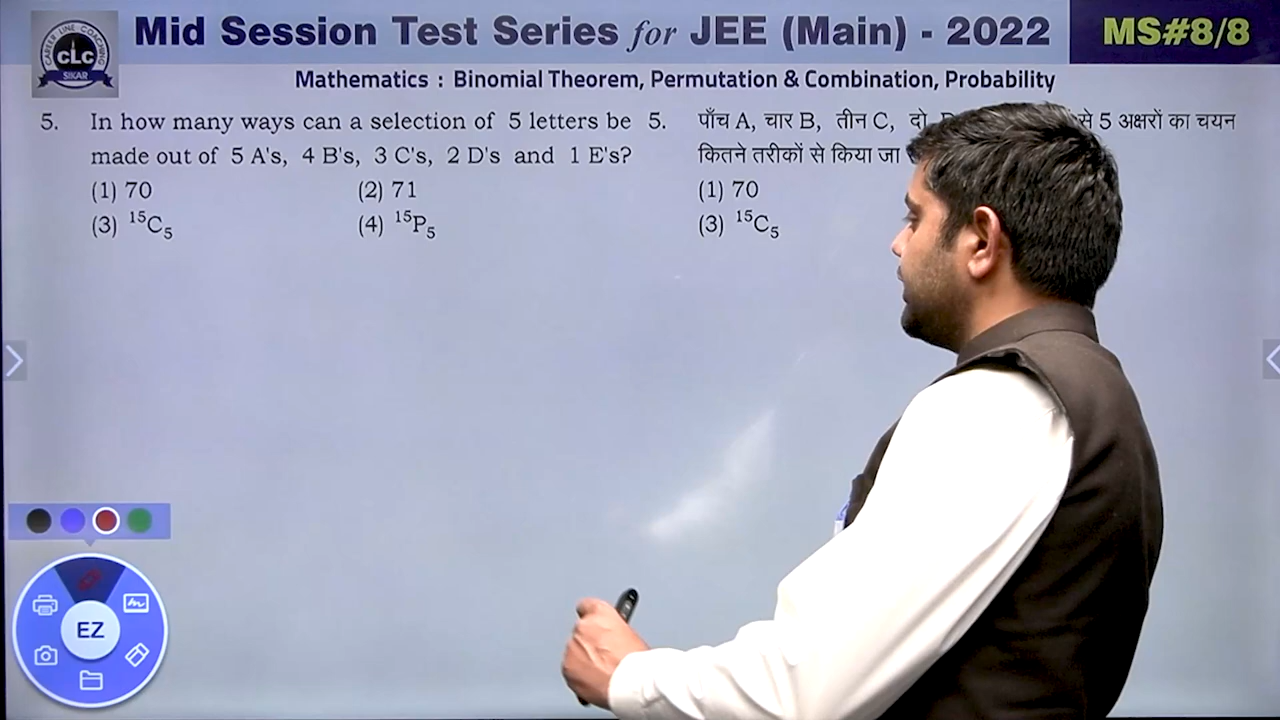 Mid Session Test Series for JEE (Main) - 2022
MS#8/8
CAREER LINE COACHING
CLC
SIKAR
Mathematics : Binomial Theorem, Permutation & Combination, Probability
5. In how many ways can a selection of 5 letters be
made out of 5 A's, 4 B's, 3 C's, 2 D's and 1 E's?
(1) 70 (2) 71
(3) ¹⁵C₅ (4) ¹⁵P₅
5. पाँच A, चार B, तीन C, दो से 5 अक्षरों का चयन
कितने तरीकों से किया जा
(1) 70
(3) ¹⁵C₅
EZ